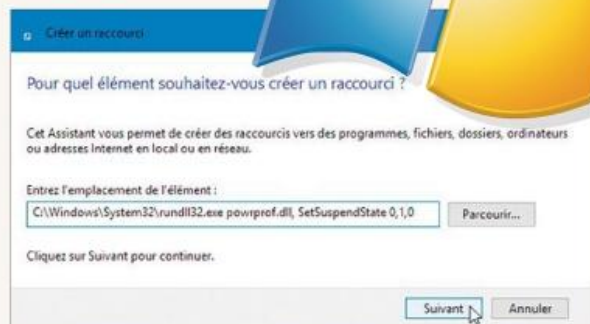 Créer un raccourci
Pour quel élément souhaitez-vous créer un raccourci ?
Cet Assistant vous permet de créer des raccourcis vers des programmes, fichiers, dossiers, ordinateurs
ou adresses Internet en local ou en réseau.
Entrez l'emplacement de l'élément :
C:\Windows\System32\rundll32.exe powrprof.dll, SetSuspendState 0,1,0
Parcourir...
Cliquez sur Suivant pour continuer.
Suivant
Annuler